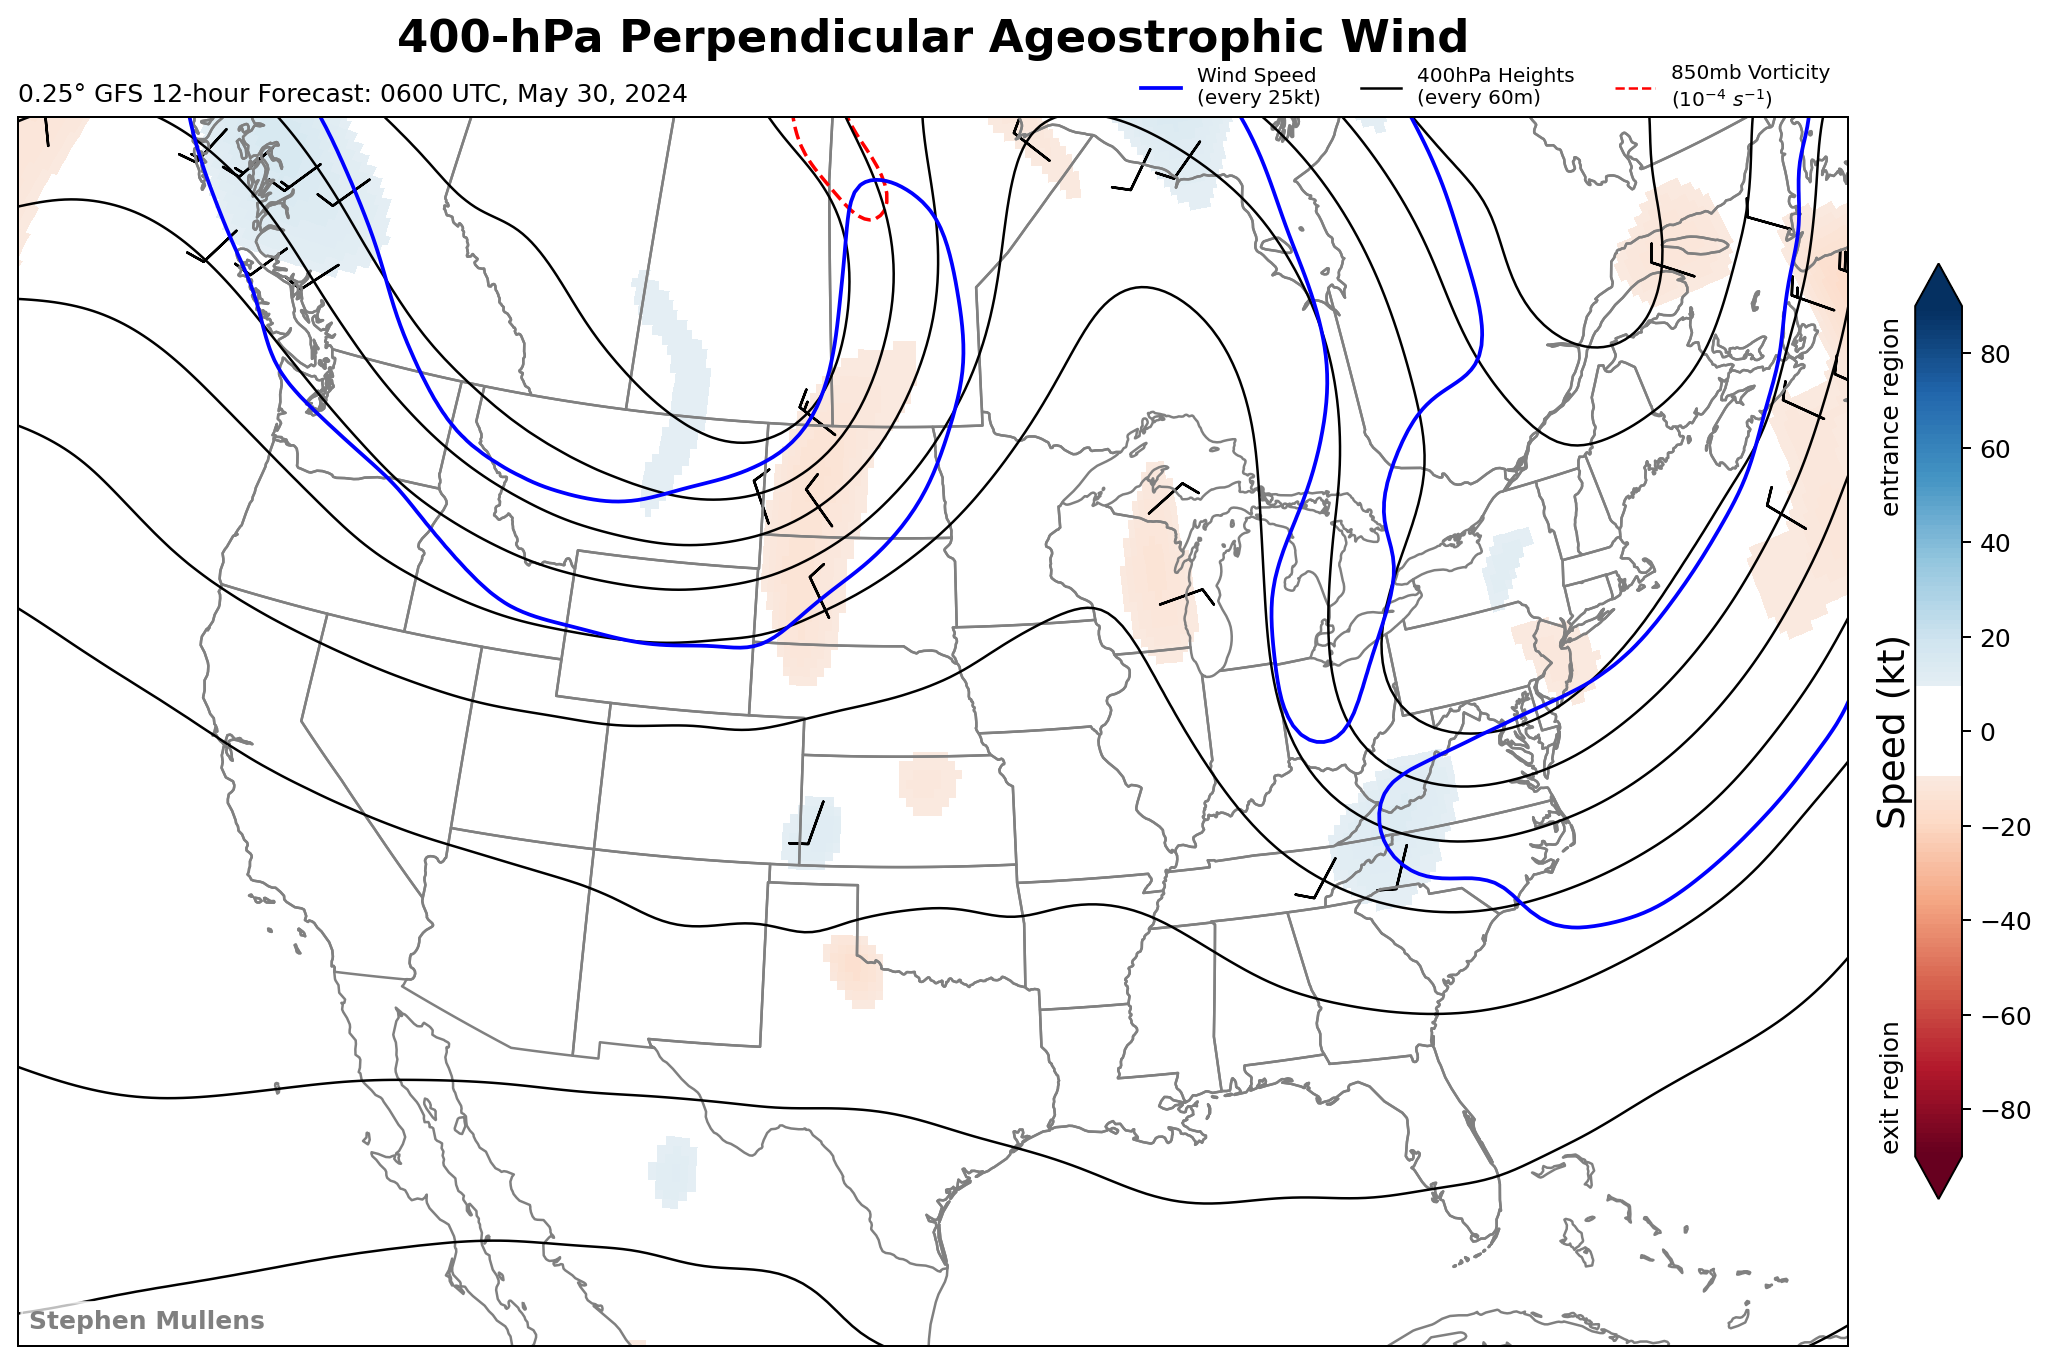 400-hPa Perpendicular Ageostrophic Wind
0.25° GFS 12-hour Forecast: 0600 UTC, May 30, 2024
Wind Speed
(every 25kt)
400hPa Heights
(every 60m)
850mb Vorticity
(10⁻⁴ s⁻¹)
entrance region
Speed (kt)
exit region
80
60
40
20
0
−20
−40
−60
−80
Stephen Mullens